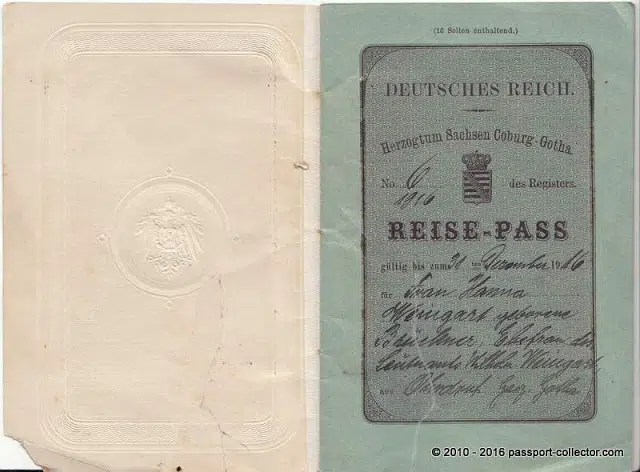 (16 Seiten enthaltend.)
DEUTSCHES REICH.
Herzogtum Sachsen Coburg-Gotha.
No. 6 des Registers.
1916
REISE-PASS
gültig bis zum 31 ten Dezember 1916
für Frau Hanna
Weingart geborene
Ehefrau des
Leutnants Wilhelm Weingart
aus Ohrdruf Herz. Gotha
© 2010 - 2016 passport-collector.com